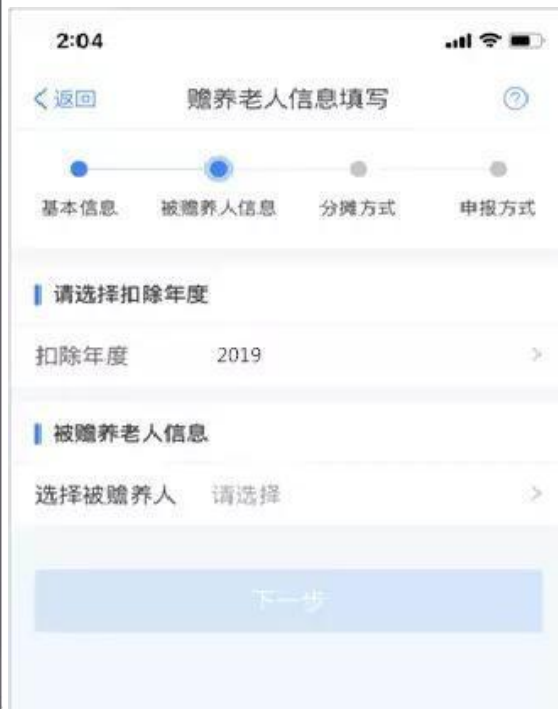 2:04
返回 赡养老人信息填写
基本信息 被赡养人信息 分摊方式 申报方式
请选择扣除年度
扣除年度 2019
被赡养老人信息
选择被赡养人 请选择
下一步